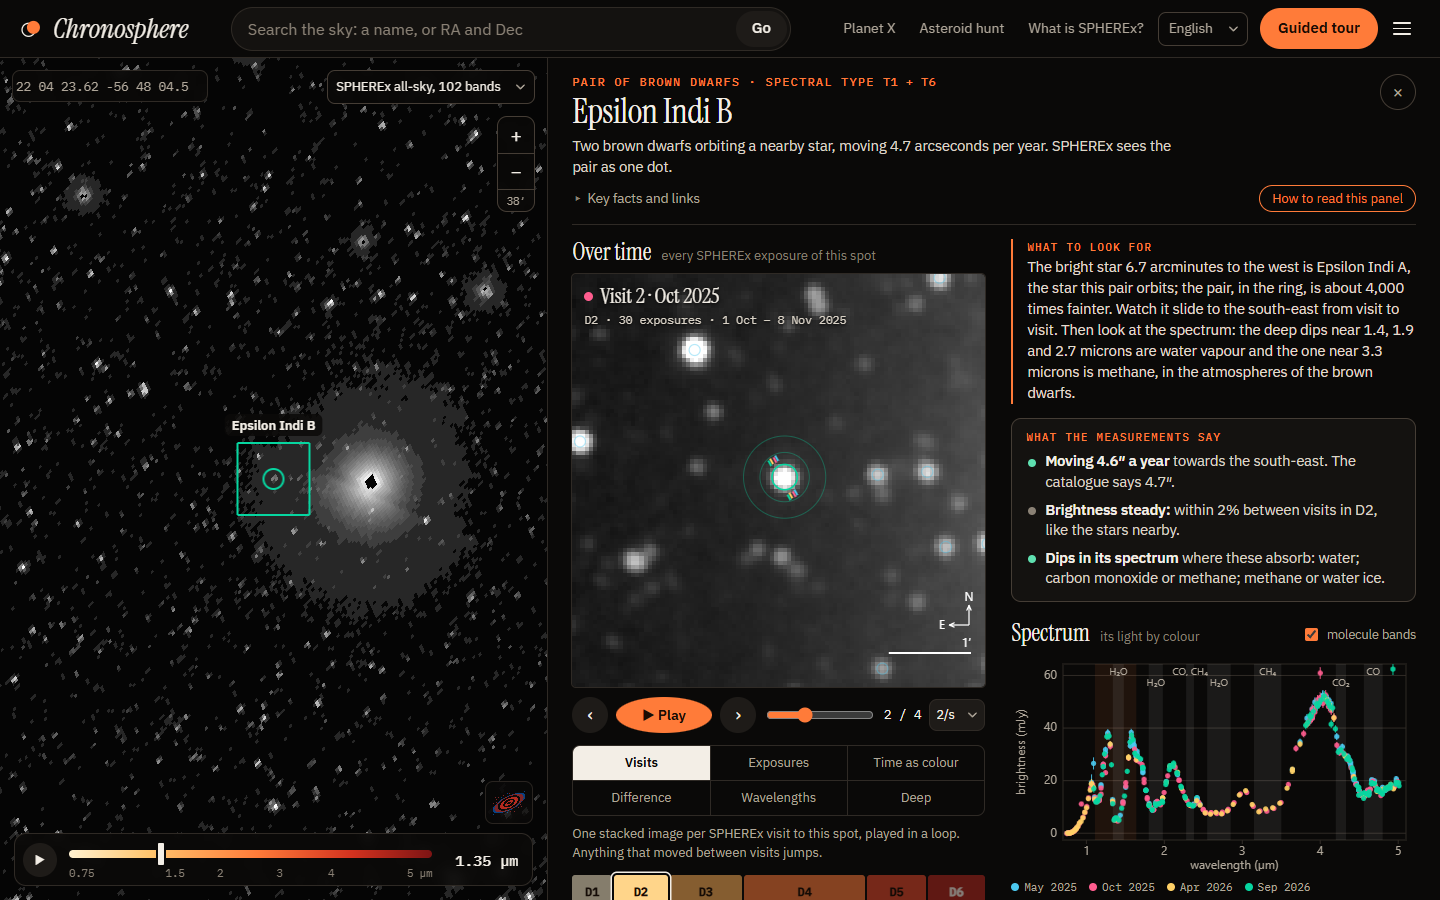 Chronosphere
Search the sky: a name, or RA and Dec
Go
Planet X
Asteroid hunt
What is SPHEREx?
English
Guided tour
22 04 23.62 -56 48 04.5
SPHEREx all-sky, 102 bands
+
−
38′
Epsilon Indi B
0.75
1.5
2
3
4
5 µm
1.35 µm
PAIR OF BROWN DWARFS · SPECTRAL TYPE T1 + T6
Epsilon Indi B
Two brown dwarfs orbiting a nearby star, moving 4.7 arcseconds per year. SPHEREx sees the
pair as one dot.
Key facts and links
How to read this panel
Over time every SPHEREx exposure of this spot
Visit 2 · Oct 2025
D2 · 30 exposures · 1 Oct – 8 Nov 2025
N
E
1′
Play
2 / 4
2/s
Visits
Exposures
Time as colour
Difference
Wavelengths
Deep
One stacked image per SPHEREx visit to this spot, played in a loop.
Anything that moved between visits jumps.
D1
D2
D3
D4
D5
D6
WHAT TO LOOK FOR
The bright star 6.7 arcminutes to the west is Epsilon Indi A,
the star this pair orbits; the pair, in the ring, is about 4,000
times fainter. Watch it slide to the south-east from visit to
visit. Then look at the spectrum: the deep dips near 1.4, 1.9
and 2.7 microns are water vapour and the one near 3.3
microns is methane, in the atmospheres of the brown
dwarfs.
WHAT THE MEASUREMENTS SAY
Moving 4.6″ a year towards the south-east. The
catalogue says 4.7″.
Brightness steady: within 2% between visits in D2,
like the stars nearby.
Dips in its spectrum where these absorb: water;
carbon monoxide or methane; methane or water ice.
Spectrum its light by colour
molecule bands
H₂O
H₂O
CO, CH₄
H₂O
CH₄
CO₂
CO
60
40
20
0
brightness (mJy)
1
2
3
4
5
wavelength (µm)
May 2025
Oct 2025
Apr 2026
Sep 2026